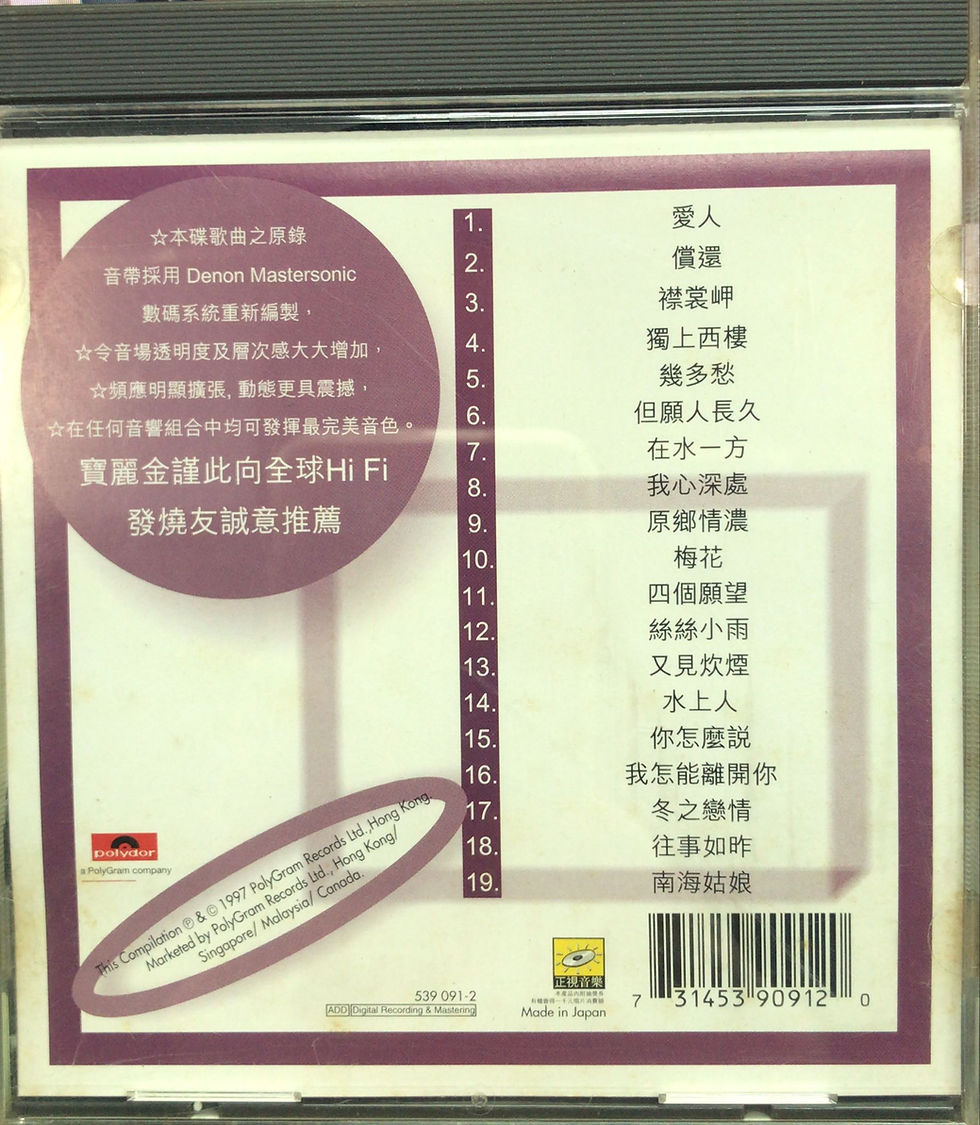 ☆本碟歌曲之原錄
音帶採用 Denon Mastersonic
數碼系統重新編製，
☆令音場透明度及層次感大大增加，
☆頻應明顯擴張, 動態更具震撼，
☆在任何音響組合中均可發揮最完美音色。
寶麗金謹此向全球Hi Fi
發燒友誠意推薦
1. 愛人
2. 償還
3. 襟裳岬
4. 獨上西樓
5. 幾多愁
6. 但願人長久
7. 在水一方
8. 我心深處
9. 原鄉情濃
10. 梅花
11. 四個願望
12. 絲絲小雨
13. 又見炊煙
14. 水上人
15. 你怎麼説
16. 我怎能離開你
17. 冬之戀情
18. 往事如昨
19. 南海姑娘
polydor
a PolyGram company
This Compilation ℗ & © 1997 PolyGram Records Ltd.,Hong Kong.
Marketed by PolyGram Records Ltd., Hong Kong/
Singapore/ Malaysia/ Canada.
539 091-2
ADD Digital Recording & Mastering
正視音樂
Made in Japan
7 31453 90912 0